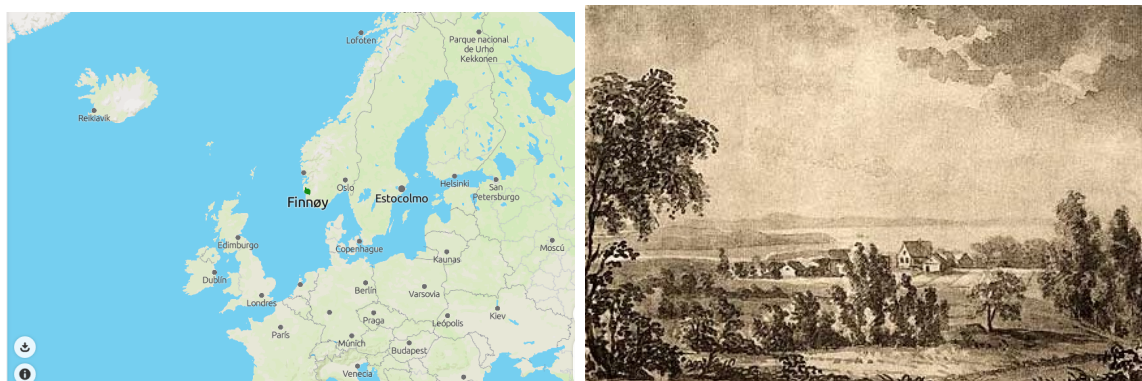 Lofoten
Parque nacional
de Urho
Kekkonen
Reikiavik
Helsinki
San
Petersburgo
Oslo
Finnøy
Estocolmo
Edimburgo
Copenhague
Moscú
Kaunas
Dublín
Berlín
Varsovia
Londres
Praga
Leópolis
Kiev
París
Múnich
Budapest
Venecia